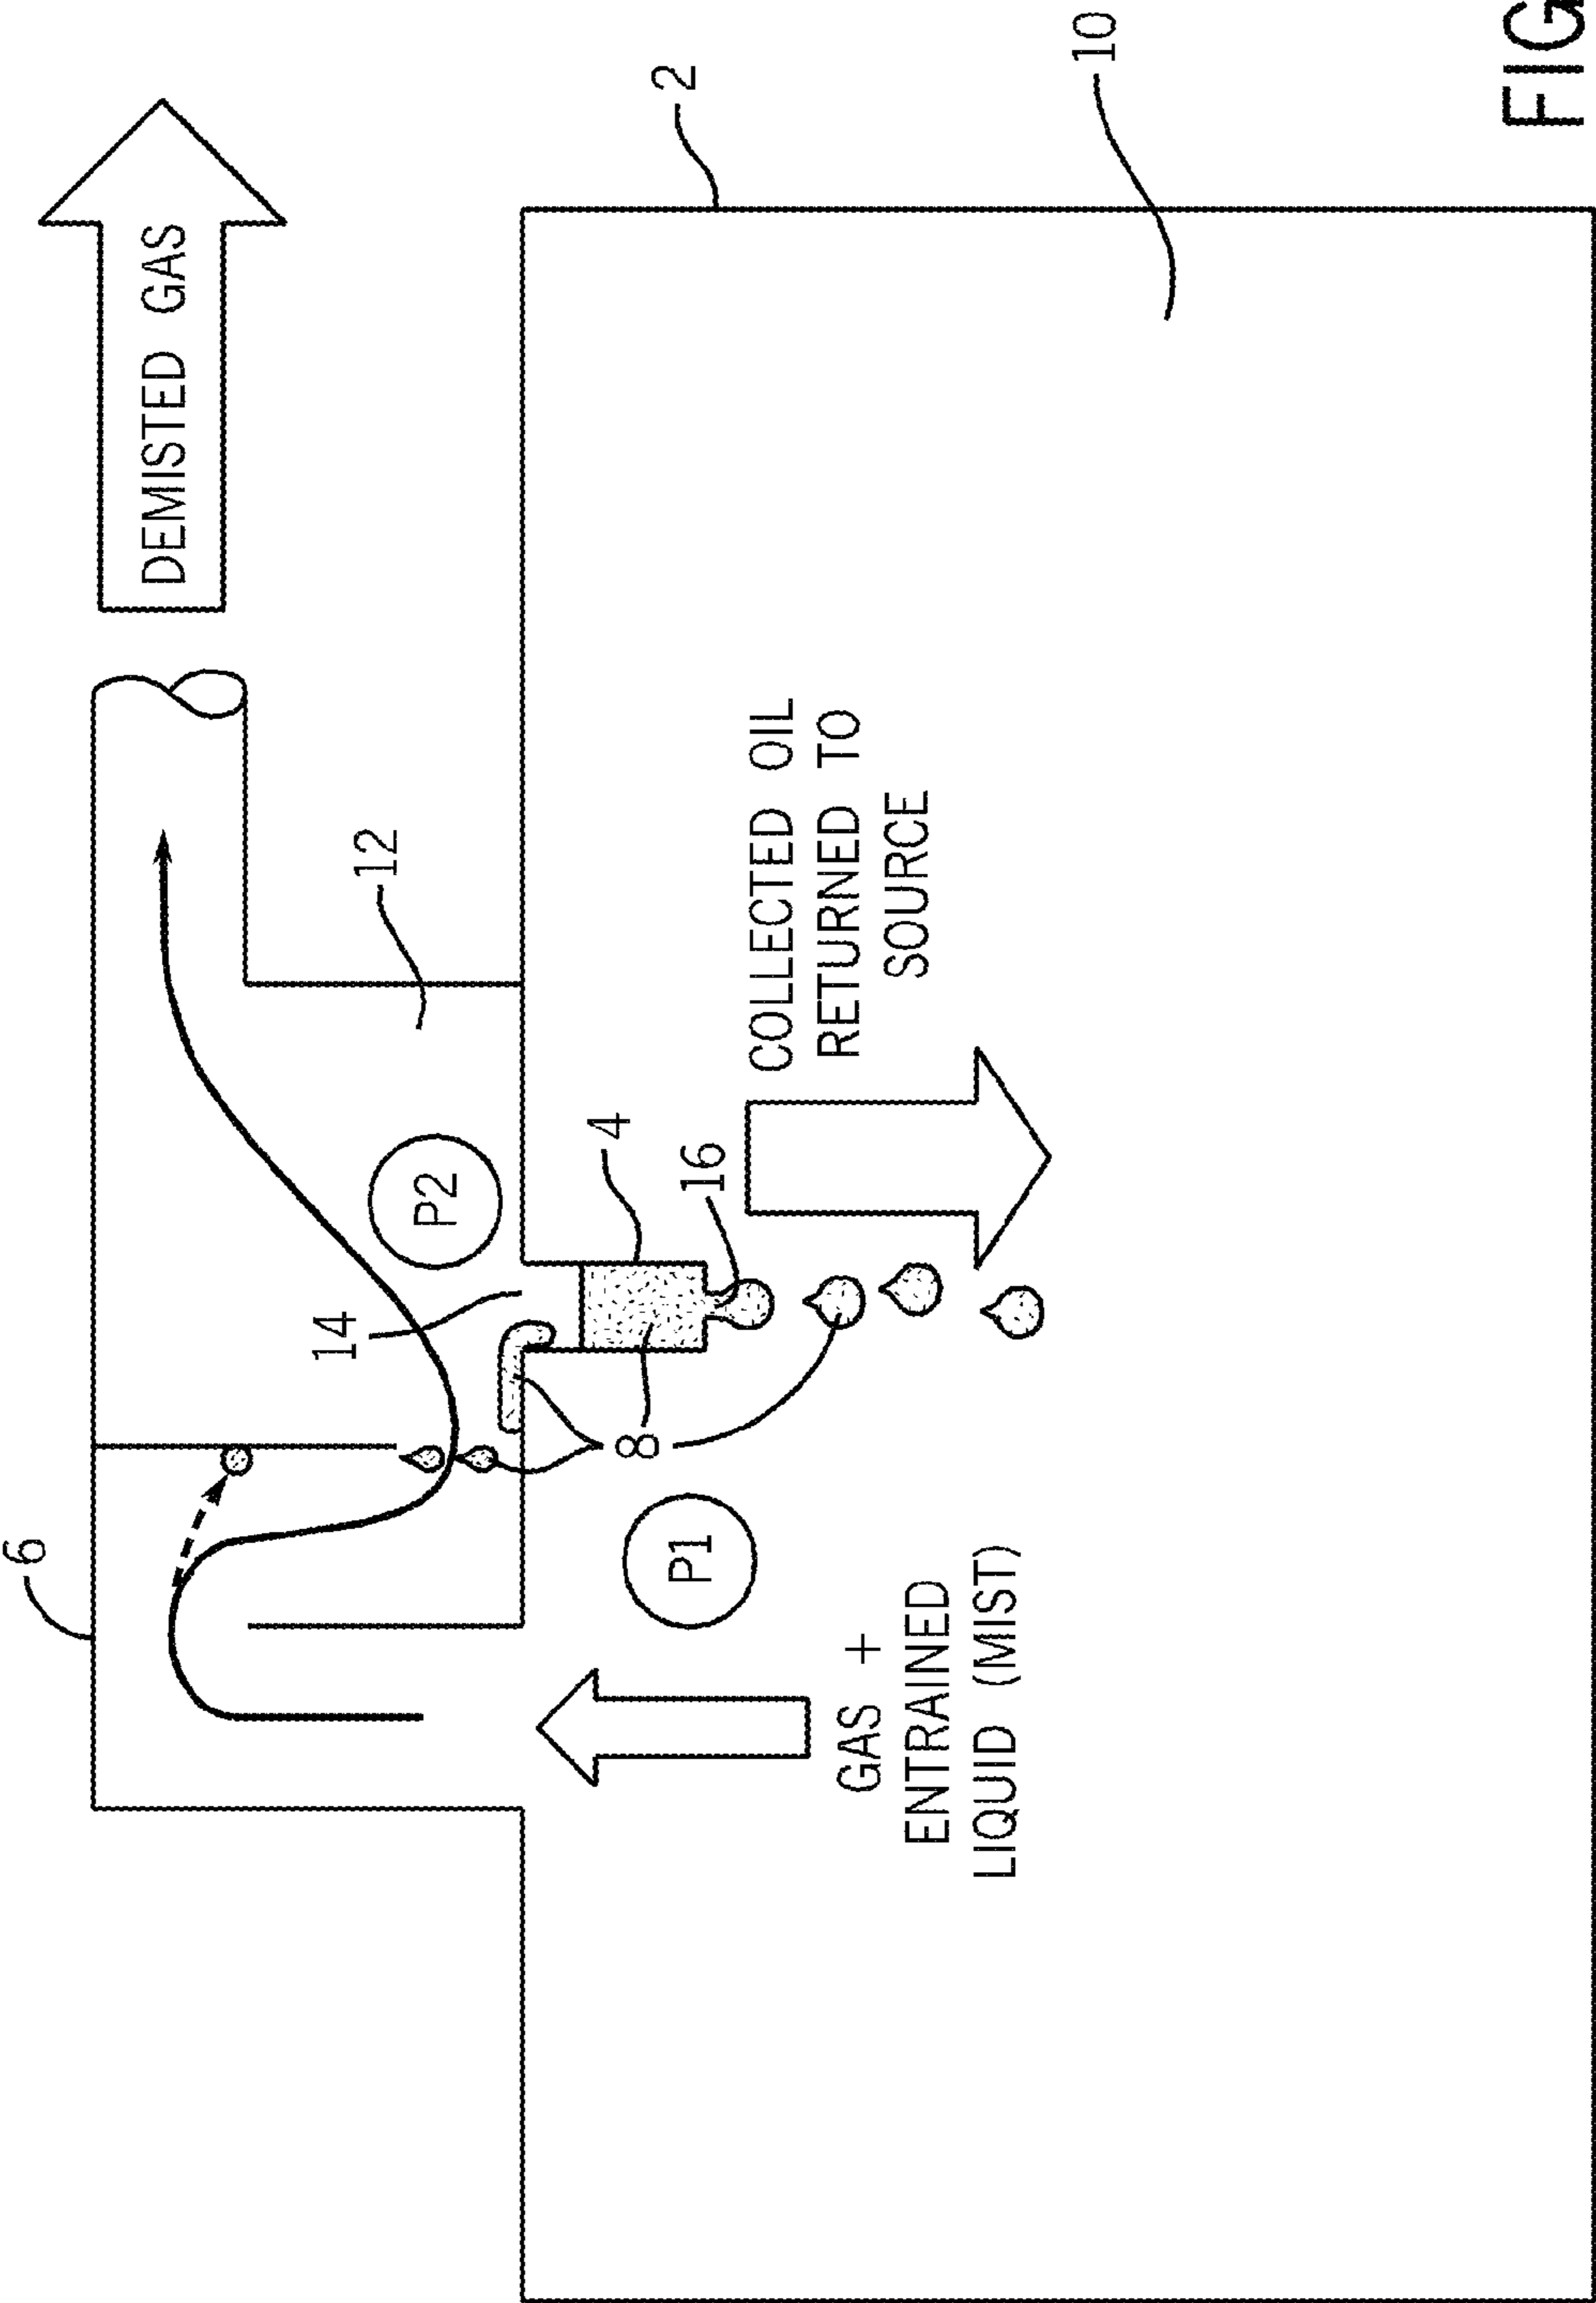 6
DEMISTED GAS
12
14
P2
4
16
8
P1
COLLECTED OIL
RETURNED TO
SOURCE
GAS +
ENTRAINED
LIQUID (MIST)
2
10
FIG